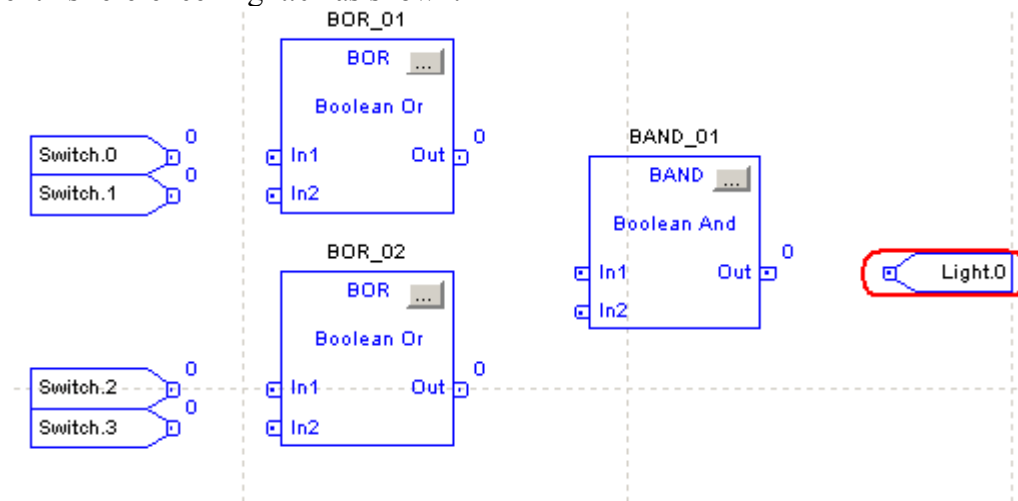 BOR_01
BOR ...
Boolean Or
Switch.0 0 In1 Out 0
Switch.1 0 In2
BAND_01
BAND ...
Boolean And
In1 Out 0 Light.0
In2
BOR_02
BOR ...
Boolean Or
Switch.2 0 In1 Out 0
Switch.3 0 In2